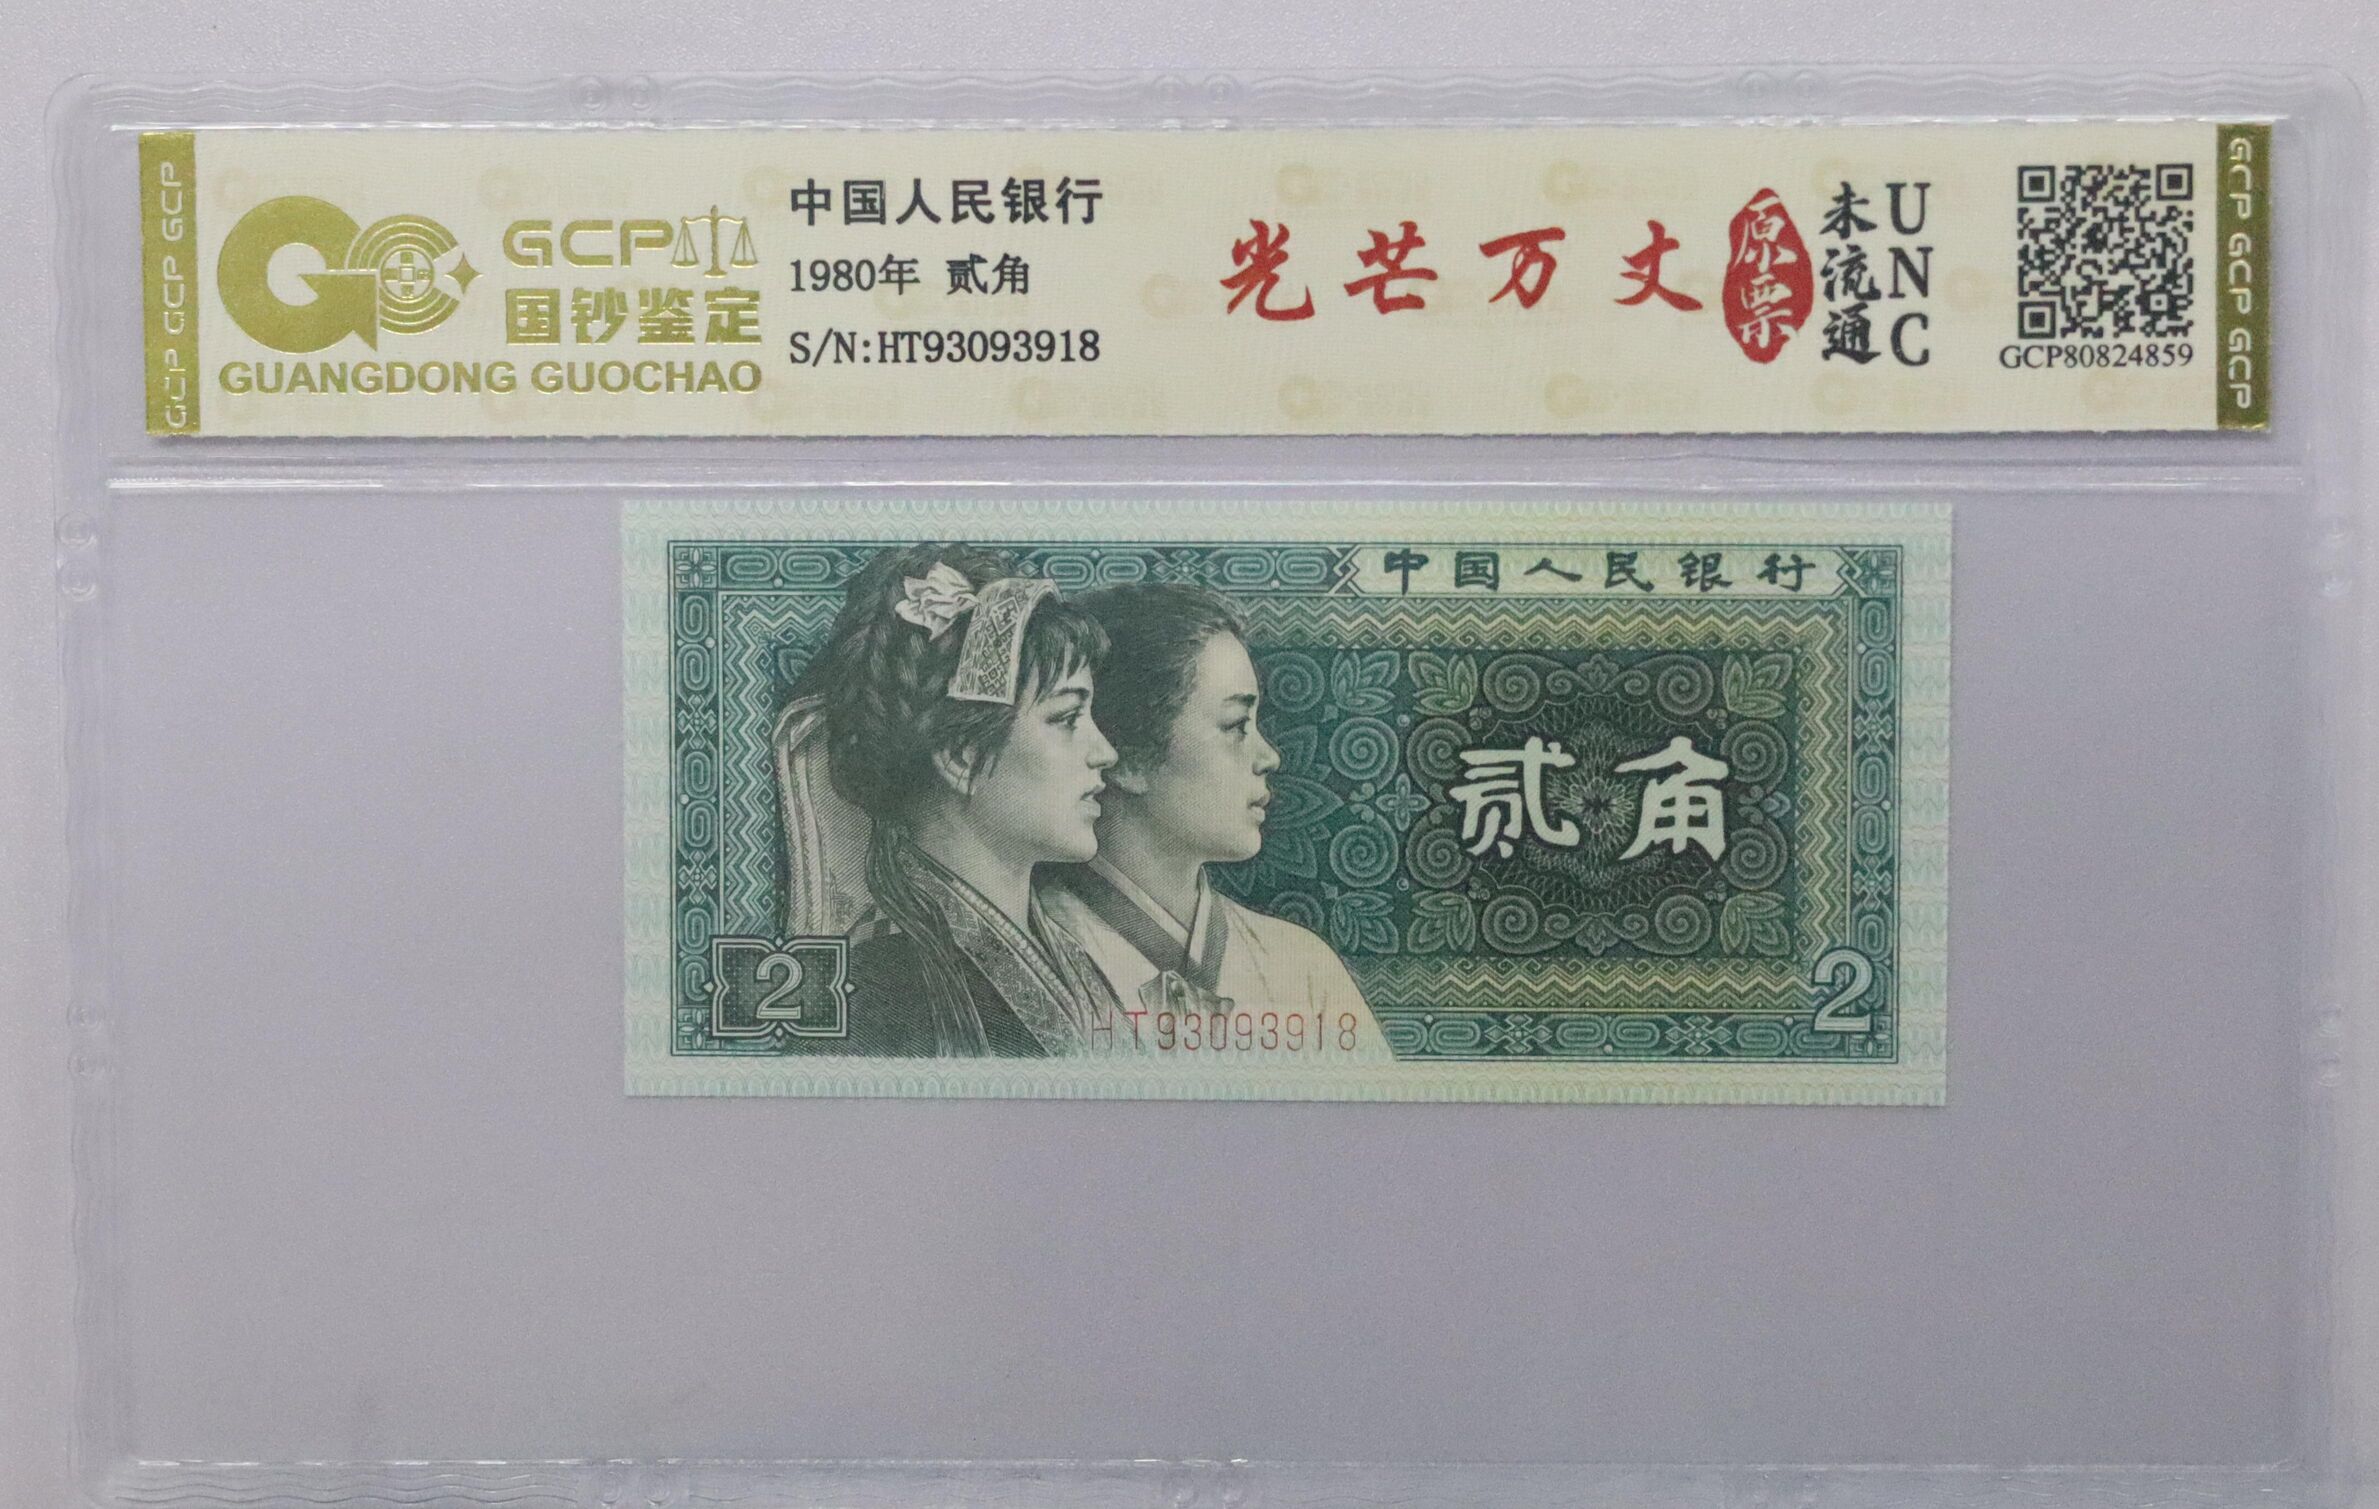 GCP GCP GCP
GCP
国钞鉴定
GUANGDONG GUOCHAO
中国人民银行
1980年 贰角
S/N:HT93093918
光芒万丈
原票
未流通
UNC
GCP80824859
GCP GCP GCP
中国人民银行
贰角
2
2
HT93093918